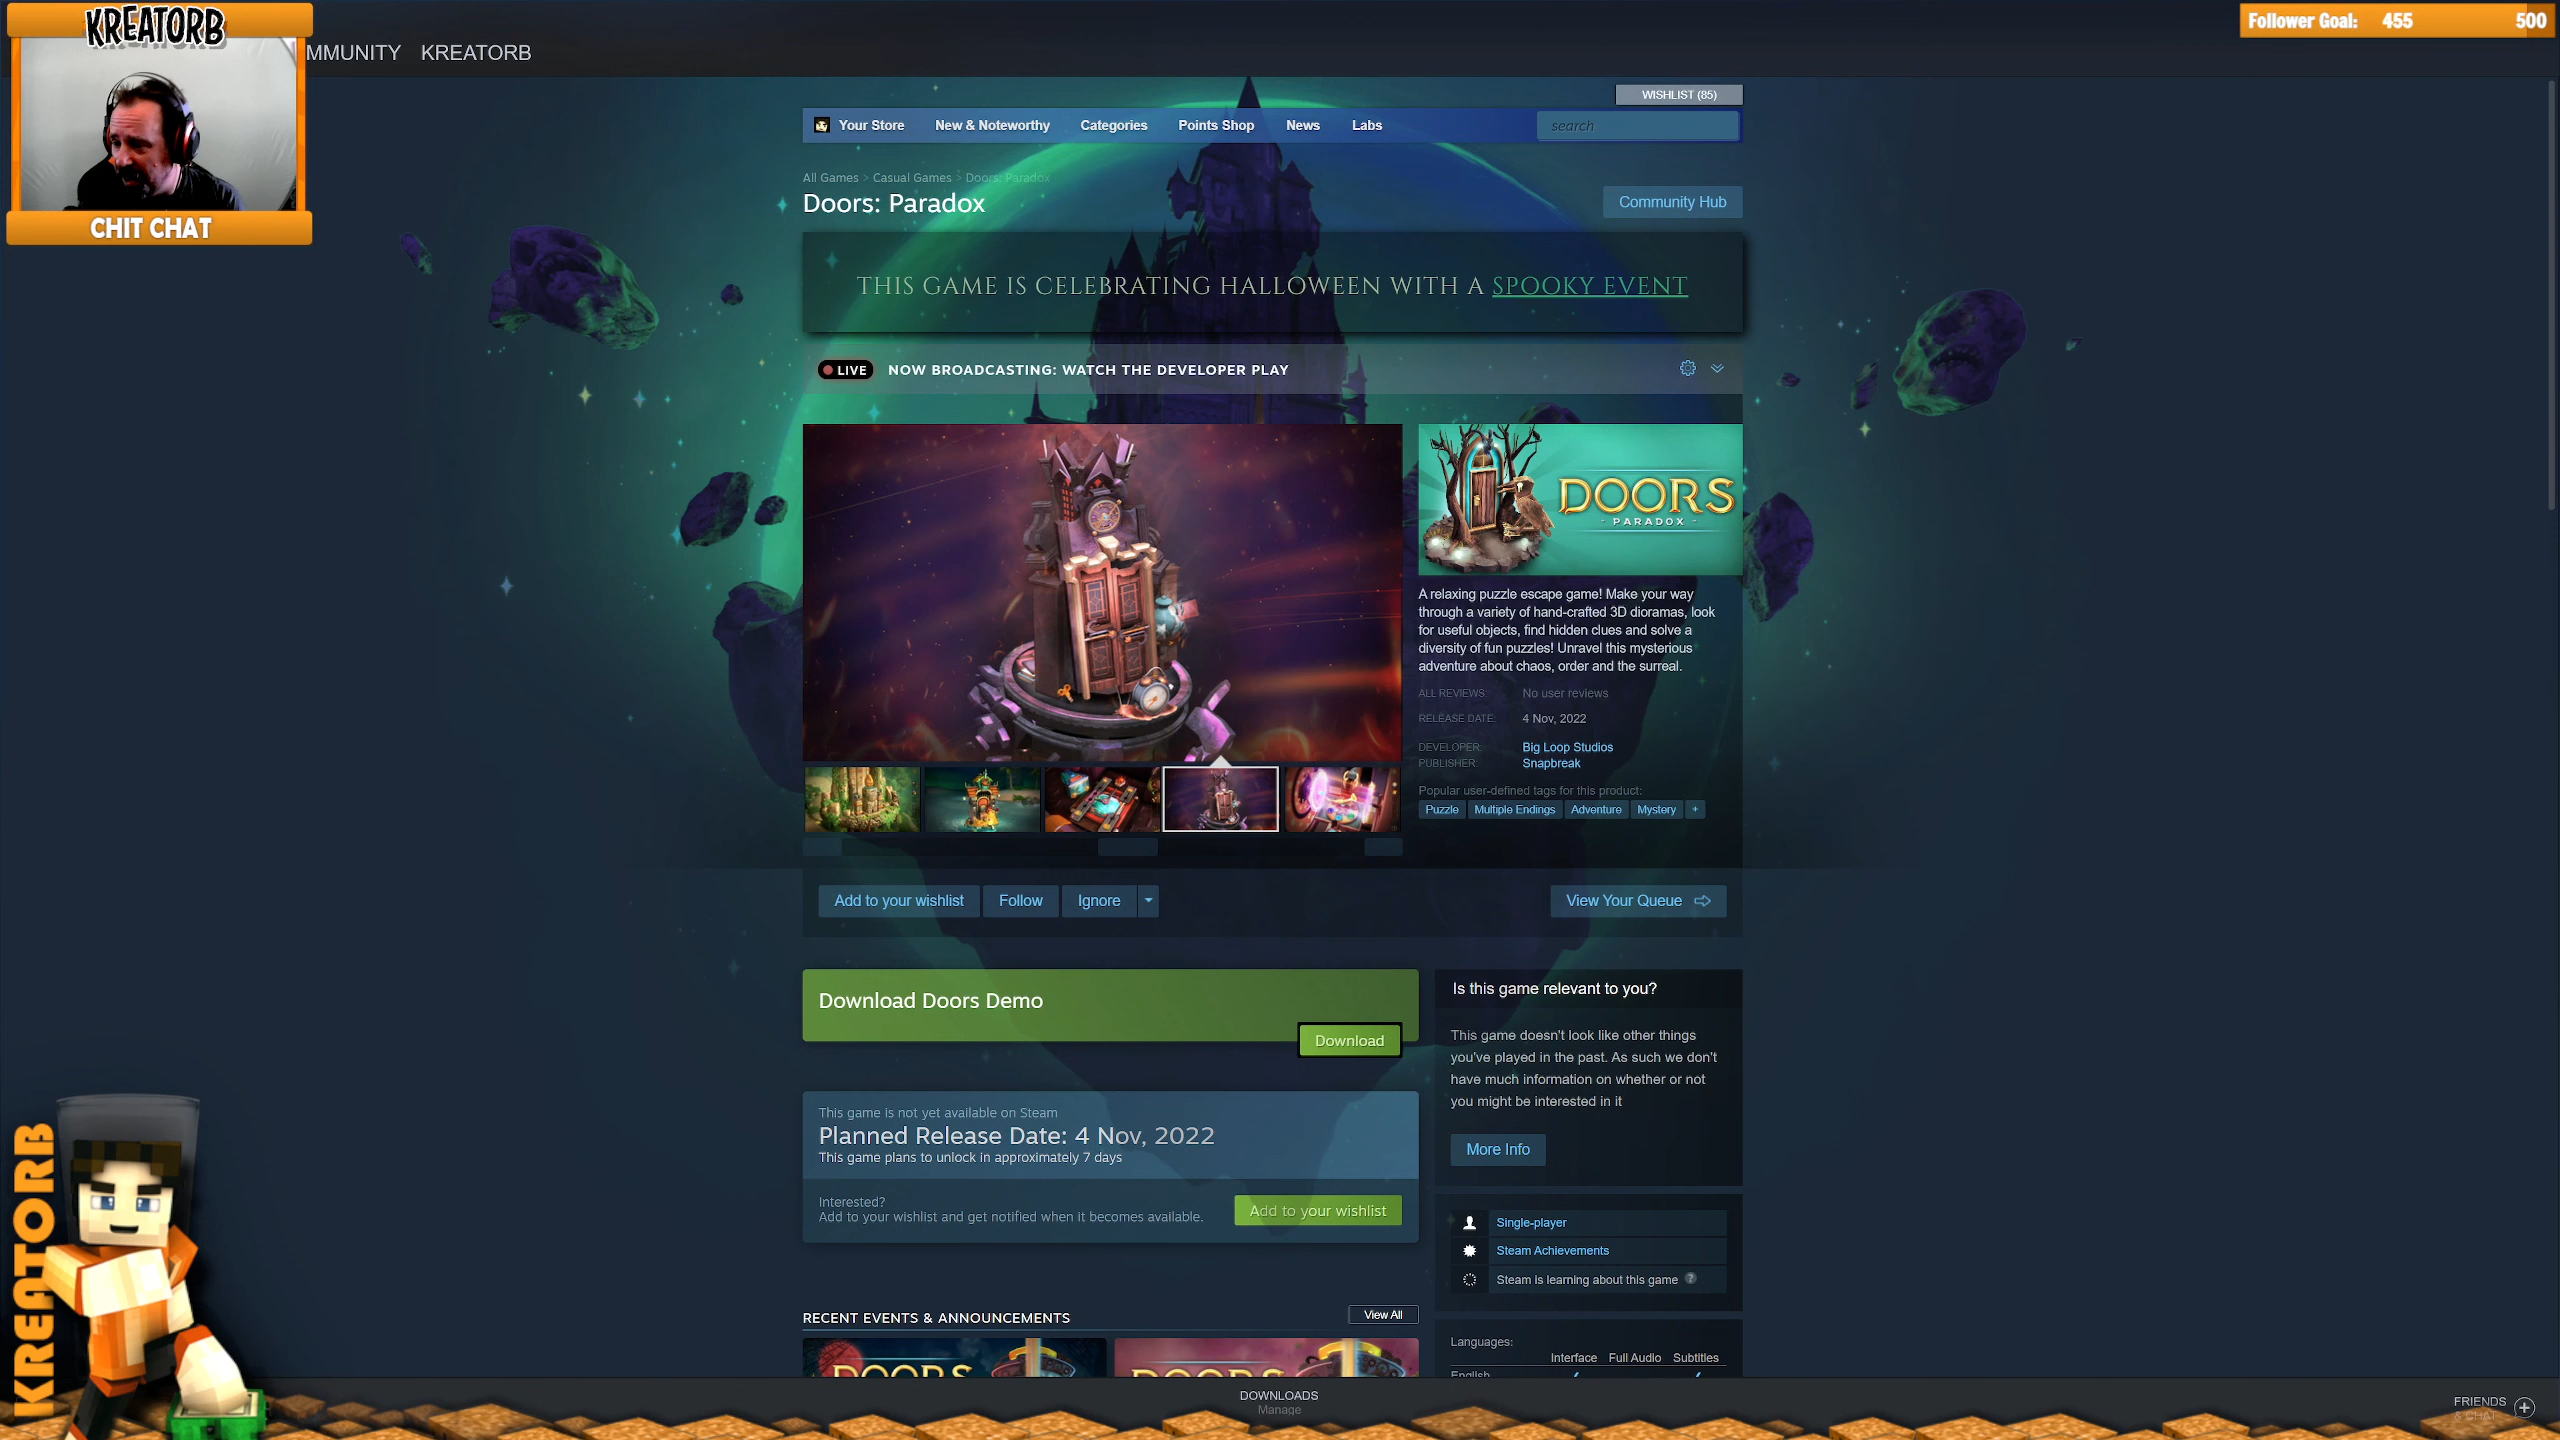 KREATORB
MMUNITY KREATORB
CHIT CHAT
Follower Goal: 455 500
WISHLIST (85)
Your Store New & Noteworthy Categories Points Shop News Labs
search
All Games > Casual Games > Doors: Paradox
Doors: Paradox
Community Hub
THIS GAME IS CELEBRATING HALLOWEEN WITH A SPOOKY EVENT
LIVE NOW BROADCASTING: WATCH THE DEVELOPER PLAY
DOORS
- PARADOX -
A relaxing puzzle escape game! Make your way
through a variety of hand-crafted 3D dioramas, look
for useful objects, find hidden clues and solve a
diversity of fun puzzles! Unravel this mysterious
adventure about chaos, order and the surreal.
ALL REVIEWS: No user reviews
RELEASE DATE: 4 Nov, 2022
DEVELOPER: Big Loop Studios
PUBLISHER: Snapbreak
Popular user-defined tags for this product:
Puzzle Multiple Endings Adventure Mystery +
Add to your wishlist Follow Ignore
View Your Queue
Download Doors Demo
Download
This game is not yet available on Steam
Planned Release Date: 4 Nov, 2022
This game plans to unlock in approximately 7 days
Interested?
Add to your wishlist and get notified when it becomes available.
Add to your wishlist
Is this game relevant to you?
This game doesn't look like other things
you've played in the past. As such we don't
have much information on whether or not
you might be interested in it
More Info
Single-player
Steam Achievements
Steam is learning about this game ?
Languages:
Interface Full Audio Subtitles
English
RECENT EVENTS & ANNOUNCEMENTS
View All
DOORS
DOORS
KREATORB
DOWNLOADS
Manage
FRIENDS
& CHAT